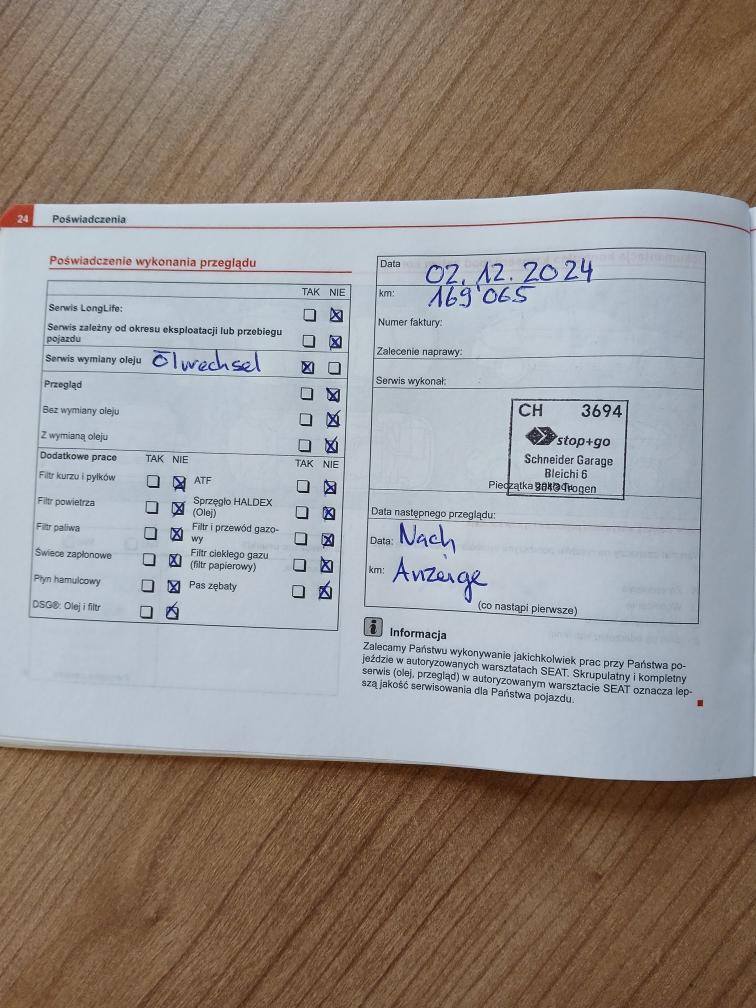 24 Poświadczenia
Poświadczenie wykonania przeglądu
TAK NIE
Serwis LongLife:
Serwis zależny od okresu eksploatacji lub przebiegu
pojazdu
Serwis wymiany oleju Ölwechsel
Przegląd
Bez wymiany oleju
Z wymianą oleju
Dodatkowe prace TAK NIE TAK NIE
Filtr kurzu i pyłków ATF
Filtr powietrza Sprzęgło HALDEX
(Olej)
Filtr paliwa Filtr i przewód gazo-
wy
Świece zapłonowe Filtr ciekłego gazu
(filtr papierowy)
Płyn hamulcowy Pas zębaty
DSG®: Olej i filtr
Data 02.12.2024
km: 169'065
Numer faktury:
Zalecenie naprawy:
Serwis wykonał:
CH 3694
stop+go
Schneider Garage
Bleichi 6
Pieczątka
Data następnego przeglądu:
Data: Nach
km: Anzeige
(co nastąpi pierwsze)
i Informacja
Zalecamy Państwu wykonywanie jakichkolwiek prac przy Państwa po-
jeździe w autoryzowanych warsztatach SEAT. Skrupulatny i kompletny
serwis (olej, przegląd) w autoryzowanym warsztacie SEAT oznacza lep-
szą jakość serwisowania dla Państwa pojazdu.